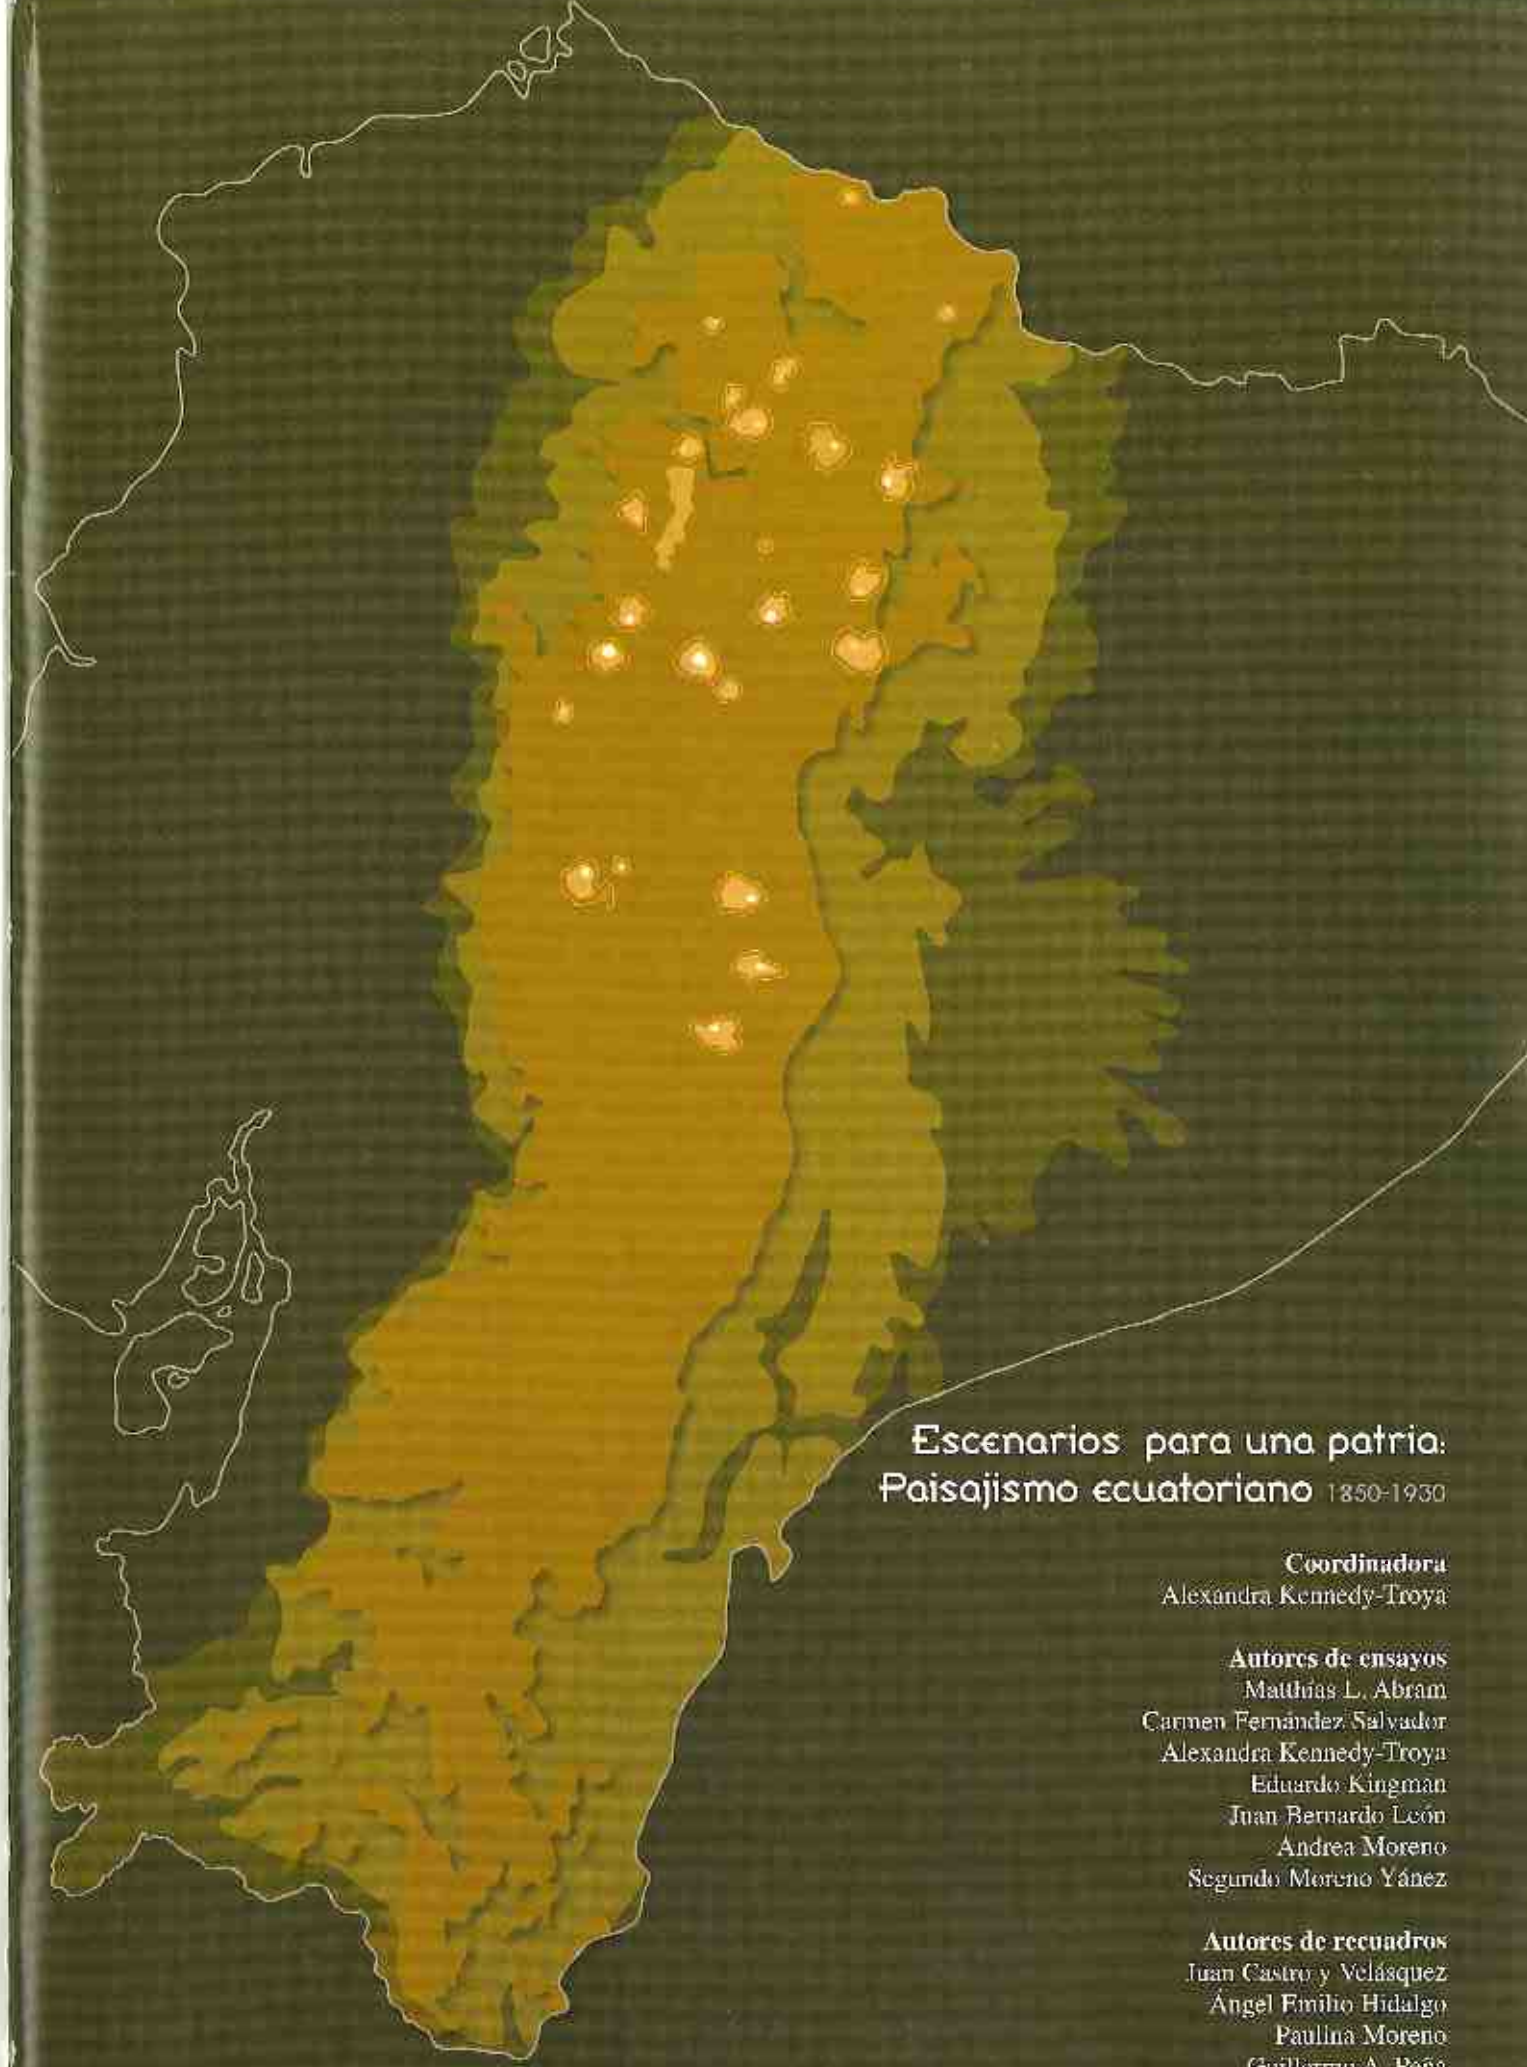 Escenarios para una patria:
Paisajismo ecuatoriano 1850-1930
Coordinadora
Alexandra Kennedy-Troya
Autores de ensayos
Matthias L. Abram
Carmen Fernández Salvador
Alexandra Kennedy-Troya
Eduardo Kingman
Juan Bernardo León
Andrea Moreno
Segundo Moreno Yánez
Autores de recuadros
Juan Castro y Velásquez
Ángel Emilio Hidalgo
Paulina Moreno
Guillermo A.